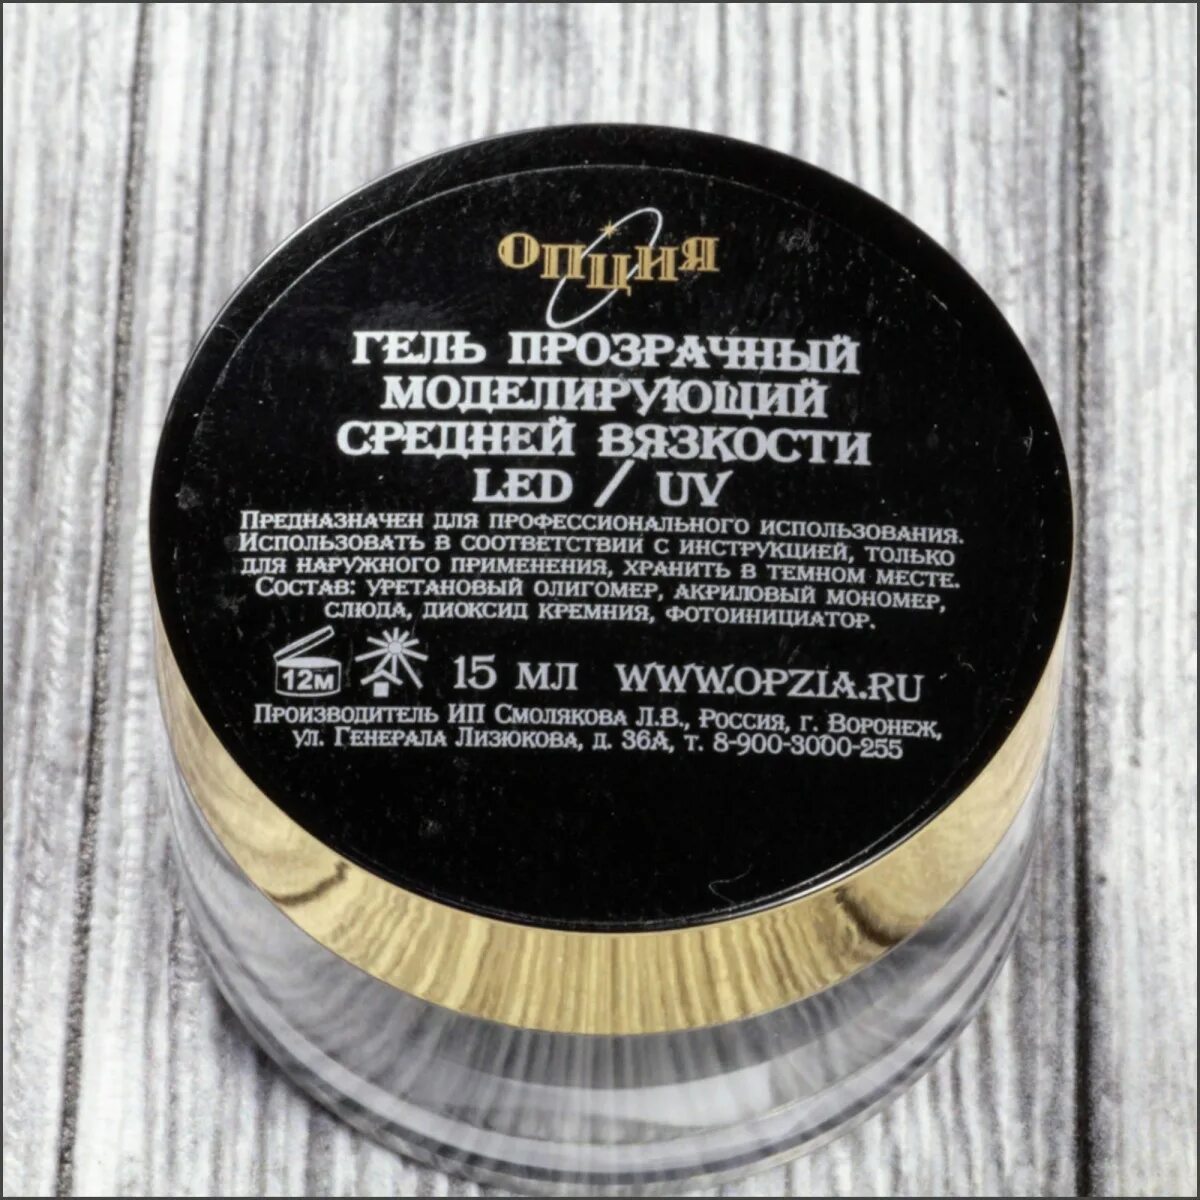 ОПЦИЯ
ГЕЛЬ ПРОЗРАЧНЫЙ
МОДЕЛИРУЮЩИЙ
СРЕДНЕЙ ВЯЗКОСТИ
LED / UV
Предназначен для профессионального использования.
Использовать в соответствии с инструкцией, только
для наружного применения, хранить в темном месте.
Состав: уретановый олигомер, акриловый мономер,
слюда, диоксид кремния, фотоинициатор.
12М 15 МЛ WWW.OPZIA.RU
Производитель ИП Смолякова Л.В., Россия, г. Воронеж,
ул. Генерала Лизюкова, д. 36А, т. 8-900-3000-255